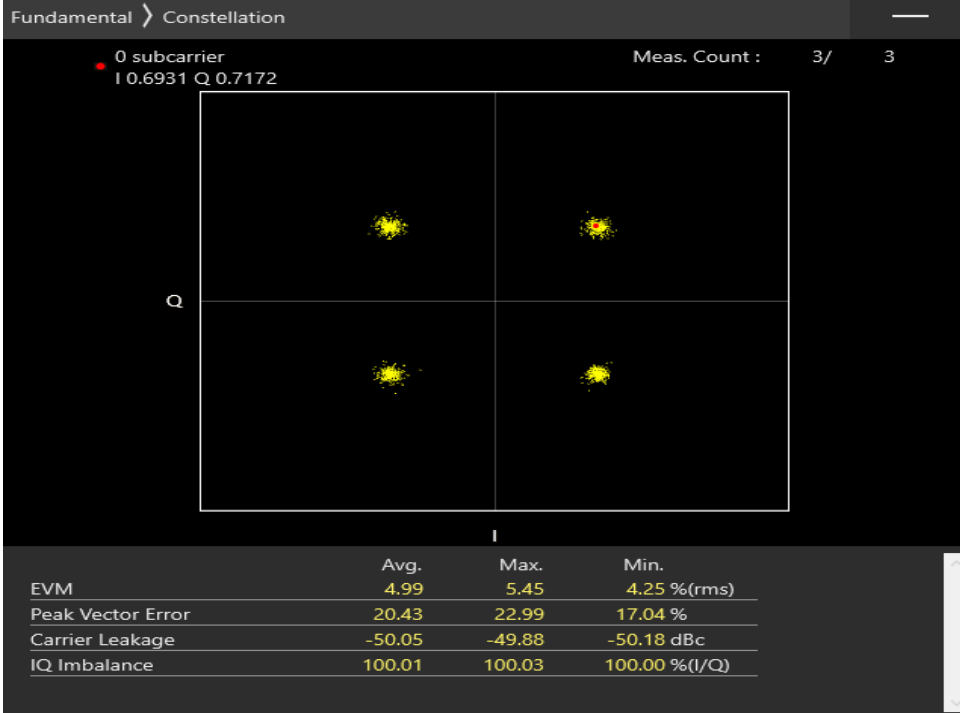 Fundamental 〉 Constellation
0 subcarrier
I 0.6931 Q 0.7172
Meas. Count : 3/ 3
Q
I
Avg. Max. Min.
EVM 4.99 5.45 4.25 %(rms)
Peak Vector Error 20.43 22.99 17.04 %
Carrier Leakage -50.05 -49.88 -50.18 dBc
IQ Imbalance 100.01 100.03 100.00 %(I/Q)